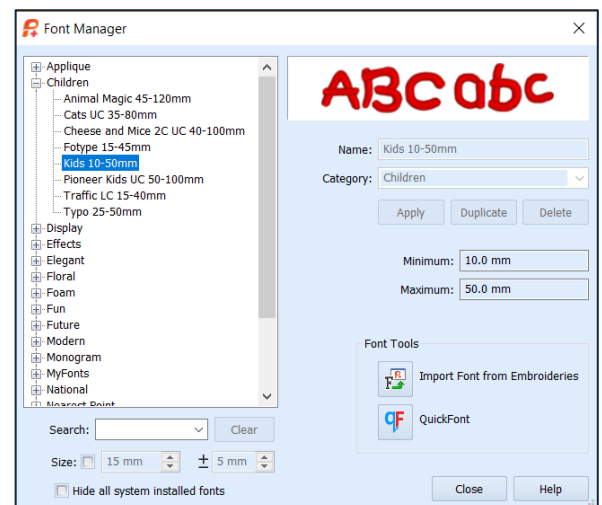 Font Manager
Applique
Children
Animal Magic 45-120mm
Cats UC 35-80mm
Cheese and Mice 2C UC 40-100mm
Fotype 15-45mm
Kids 10-50mm
Pioneer Kids UC 50-100mm
Traffic LC 15-40mm
Typo 25-50mm
Display
Effects
Elegant
Floral
Foam
Fun
Future
Modern
Monogram
MyFonts
National
Nearest Point
Search:
Clear
Size: 15 mm ± 5 mm
Hide all system installed fonts
ABC abc
Name: Kids 10-50mm
Category: Children
Apply Duplicate Delete
Minimum: 10.0 mm
Maximum: 50.0 mm
Font Tools
Import Font from Embroideries
QuickFont
Close Help